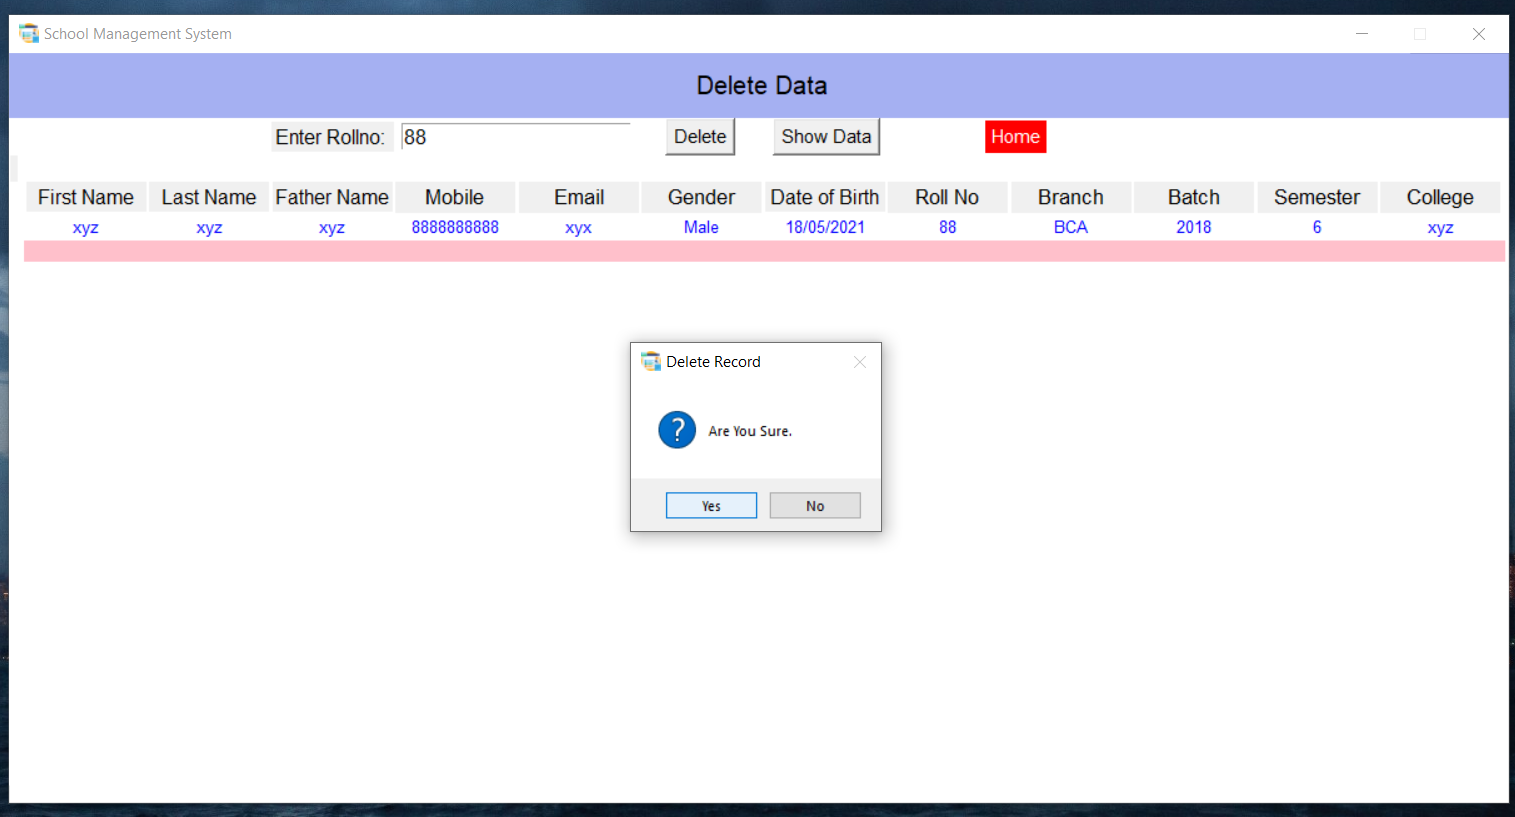 School Management System
Delete Data
Enter Rollno: 88 Delete Show Data Home
First Name Last Name Father Name Mobile Email Gender Date of Birth Roll No Branch Batch Semester College
xyz xyz xyz 8888888888 xyx Male 18/05/2021 88 BCA 2018 6 xyz
Delete Record
? Are You Sure.
Yes No